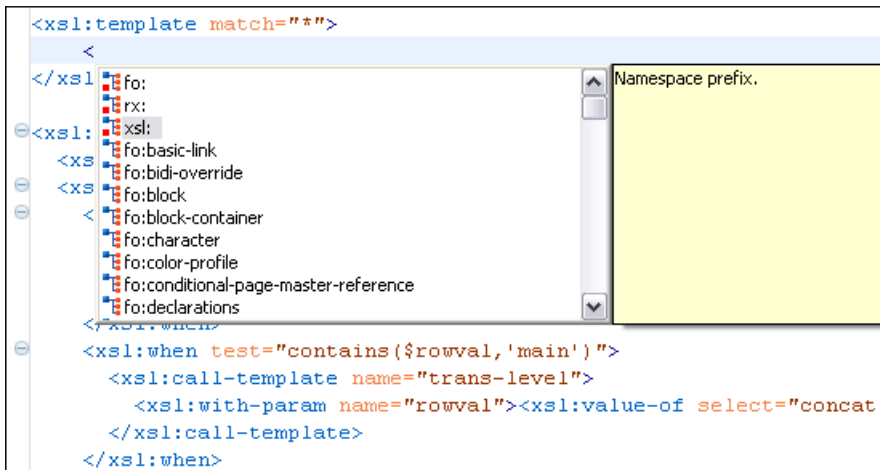 <xsl:template match="*">
<
</xsl
fo:
Namespace prefix.
rx:
xsl:
<xsl:
fo:basic-link
<xs
fo:bidi-override
<xs
fo:block
<
fo:block-container
fo:character
fo:color-profile
fo:conditional-page-master-reference
fo:declarations
</xsl:when>
<xsl:when test="contains($rowval,'main')">
<xsl:call-template name="trans-level">
<xsl:with-param name="rowval"><xsl:value-of select="concat
</xsl:call-template>
</xsl:when>